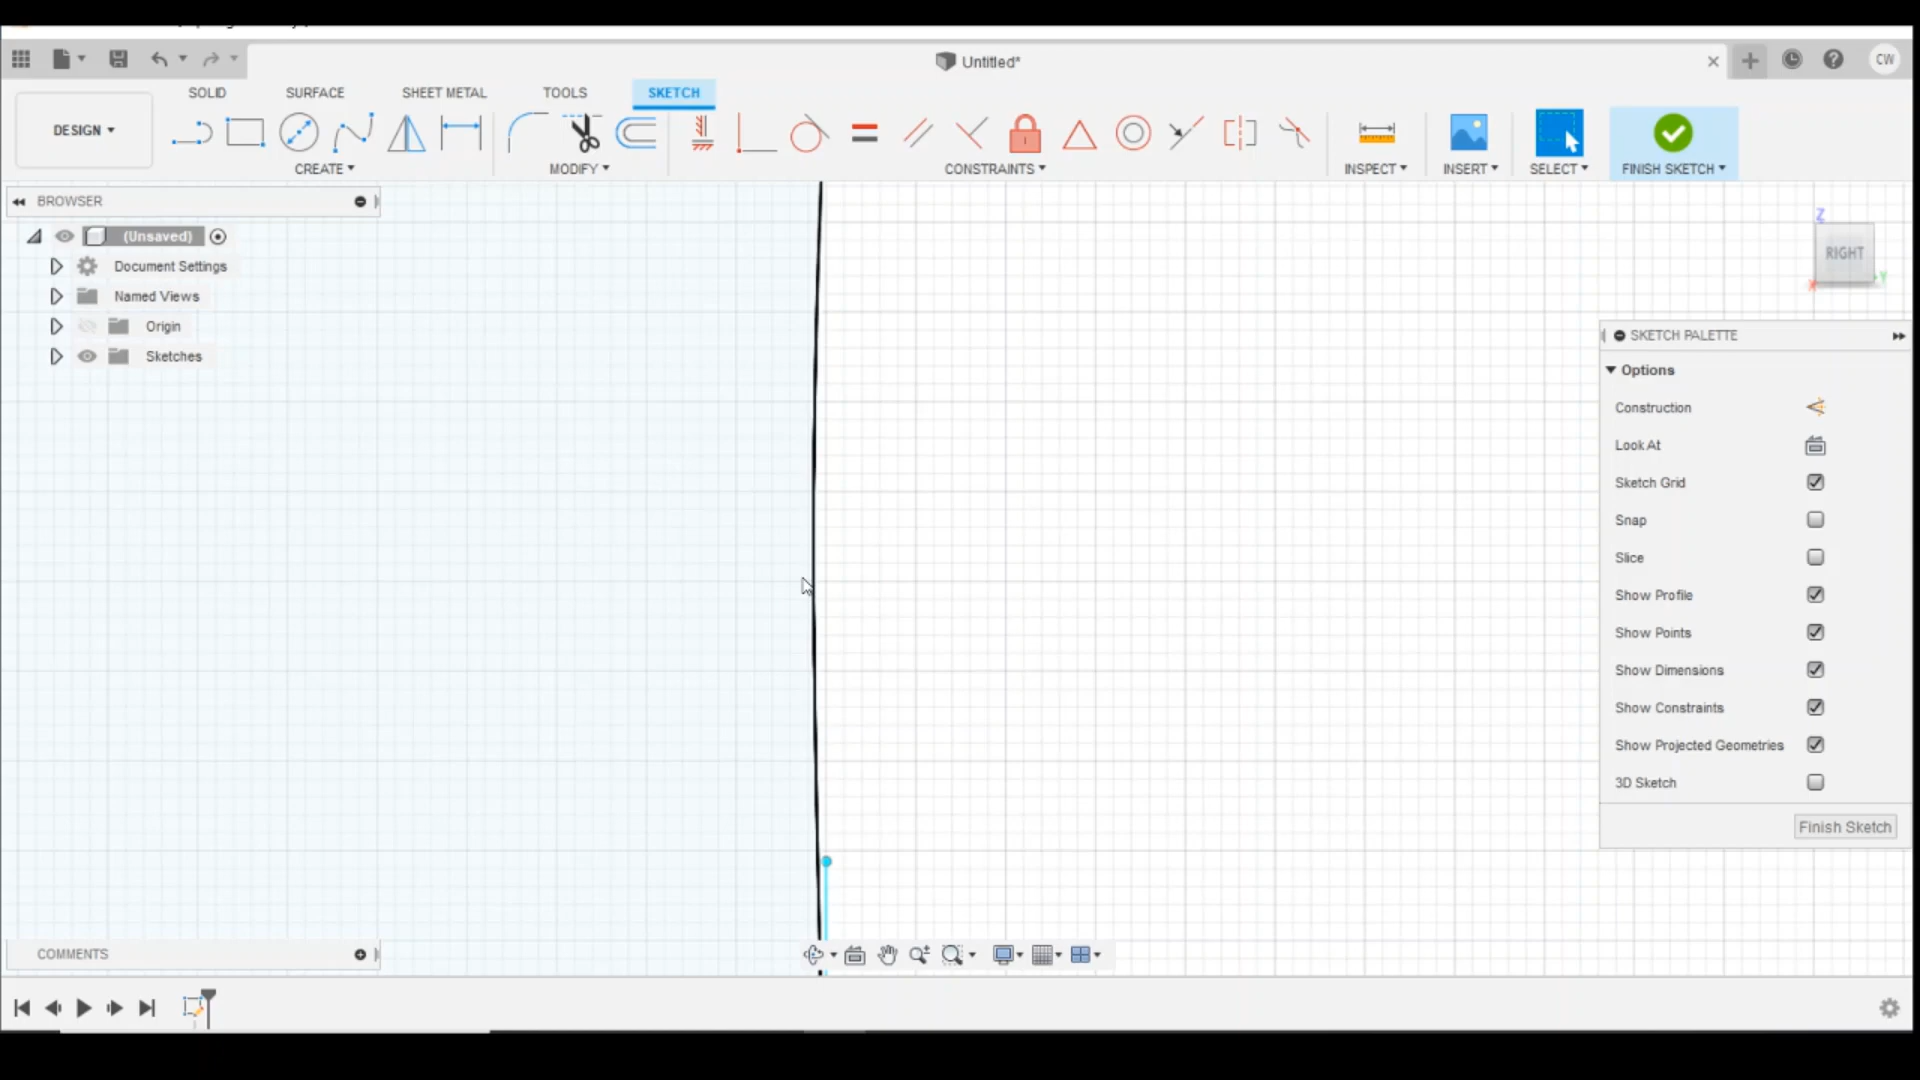 Untitled*
CW
SOLID
SURFACE
SHEET METAL
TOOLS
SKETCH
DESIGN
CREATE
MODIFY
CONSTRAINTS
INSPECT
INSERT
SELECT
FINISH SKETCH
BROWSER
(Unsaved)
Document Settings
Named Views
Origin
Sketches
Z
RIGHT
X
Y
SKETCH PALETTE
Options
Construction
Look At
Sketch Grid
Snap
Slice
Show Profile
Show Points
Show Dimensions
Show Constraints
Show Projected Geometries
3D Sketch
Finish Sketch
COMMENTS